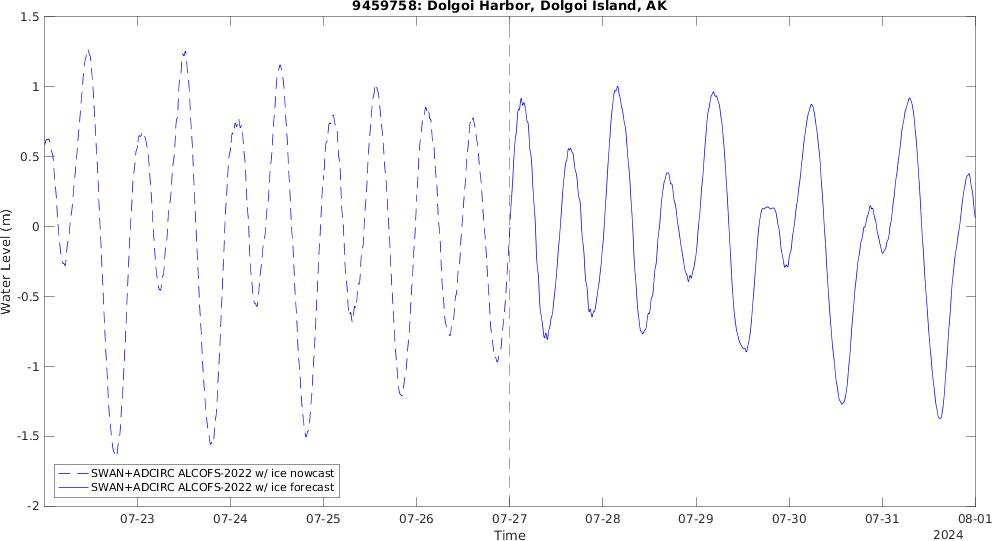 9459758: Dolgoi Harbor, Dolgoi Island, AK
1.5
1
0.5
0
-0.5
-1
-1.5
-2
Water Level (m)
SWAN+ADCIRC ALCOFS-2022 w/ ice nowcast
SWAN+ADCIRC ALCOFS-2022 w/ ice forecast
07-23 07-24 07-25 07-26 07-27 07-28 07-29 07-30 07-31 08-01
Time
2024